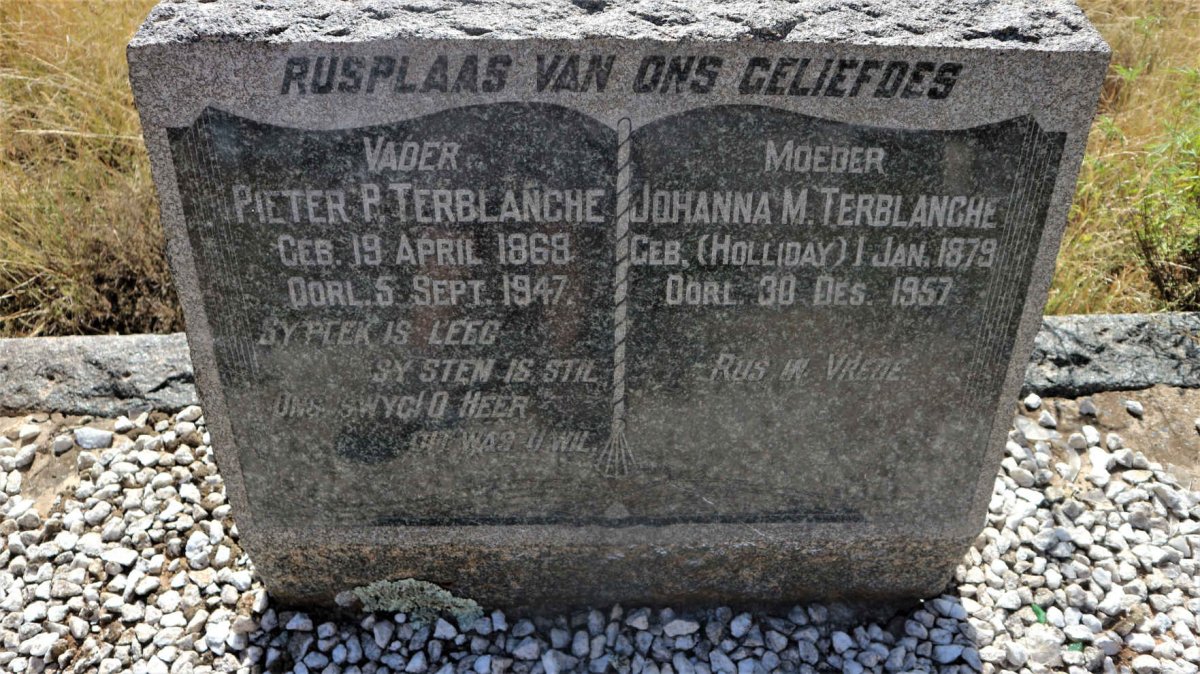 RUSPLAAS VAN ONS GELIEFDES
VADER
PIETER P. TERBLANCHE
GEB. 19 APRIL 1869
OORL. 5 SEPT. 1947.
SY PLEK IS LEEG
SY STEM IS STIL
ONS SWYG! O HEER
DIT WAS U WIL.
MOEDER
JOHANNA M. TERBLANCHE
GEB. (HOLLIDAY) 1 JAN. 1879
OORL. 30 DES. 1957
RUS IN VREDE